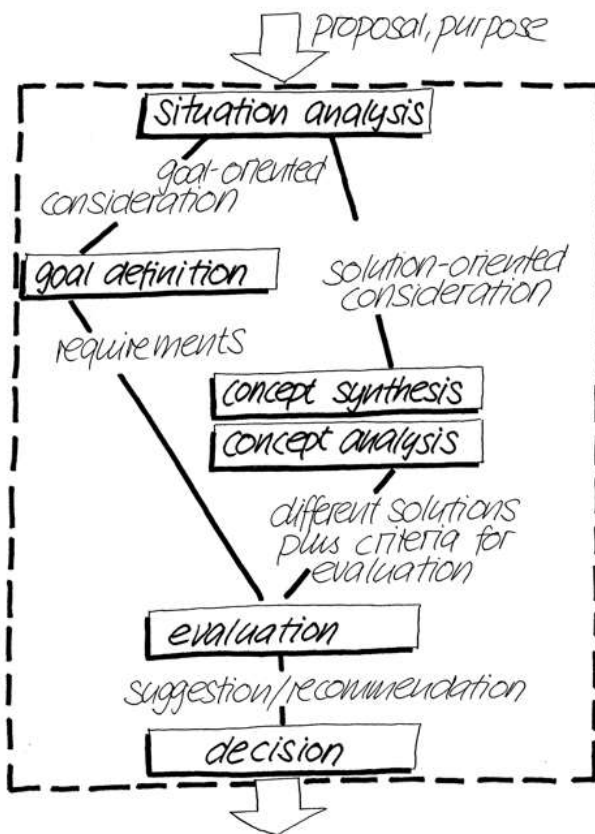 proposal, purpose
situation analysis
goal-oriented
consideration
goal definition
solution-oriented
consideration
requirements
concept synthesis
concept analysis
different solutions
plus criteria for
evaluation
evaluation
suggestion/recommendation
decision